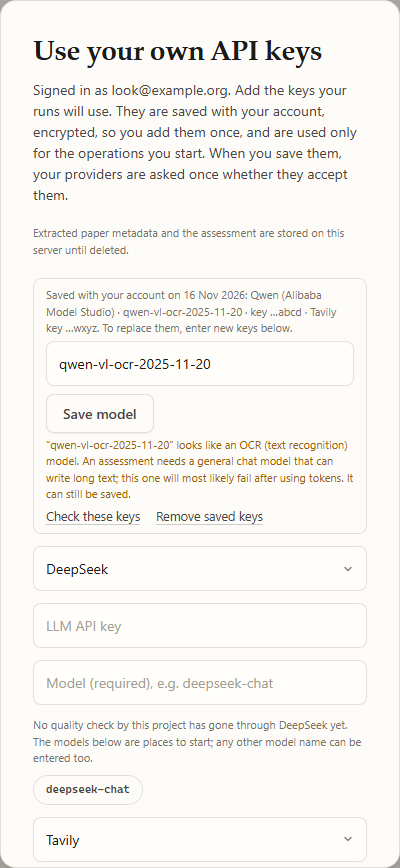 Use your own API keys
Signed in as look@example.org. Add the keys your
runs will use. They are saved with your account,
encrypted, so you add them once, and are used only
for the operations you start. When you save them,
your providers are asked once whether they accept
them.
Extracted paper metadata and the assessment are stored on this
server until deleted.
Saved with your account on 16 Nov 2026: Qwen (Alibaba
Model Studio) · qwen-vl-ocr-2025-11-20 · key …abcd · Tavily
key …wxyz. To replace them, enter new keys below.
qwen-vl-ocr-2025-11-20
Save model
“qwen-vl-ocr-2025-11-20” looks like an OCR (text recognition)
model. An assessment needs a general chat model that can
write long text; this one will most likely fail after using tokens. It
can still be saved.
Check these keys Remove saved keys
DeepSeek
LLM API key
Model (required), e.g. deepseek-chat
No quality check by this project has gone through DeepSeek yet.
The models below are places to start; any other model name can be
entered too.
deepseek-chat
Tavily